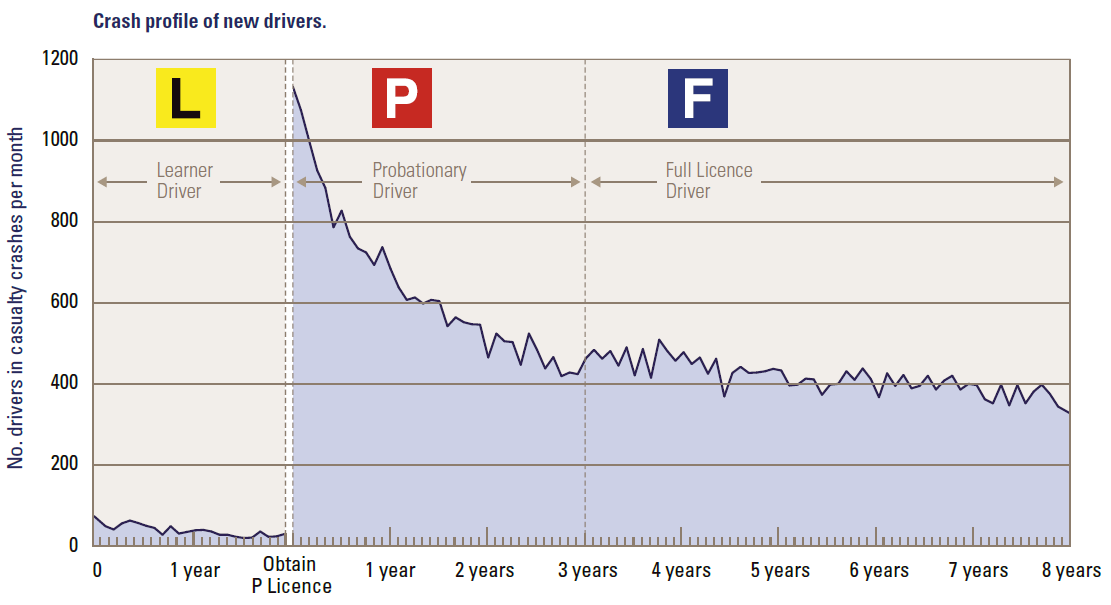 Crash profile of new drivers.
No. drivers in casualty crashes per month
1200
1000
800
600
400
200
0
L
P
F
Learner
Driver
Probationary
Driver
Full Licence
Driver
0
1 year
Obtain
P Licence
1 year
2 years
3 years
4 years
5 years
6 years
7 years
8 years